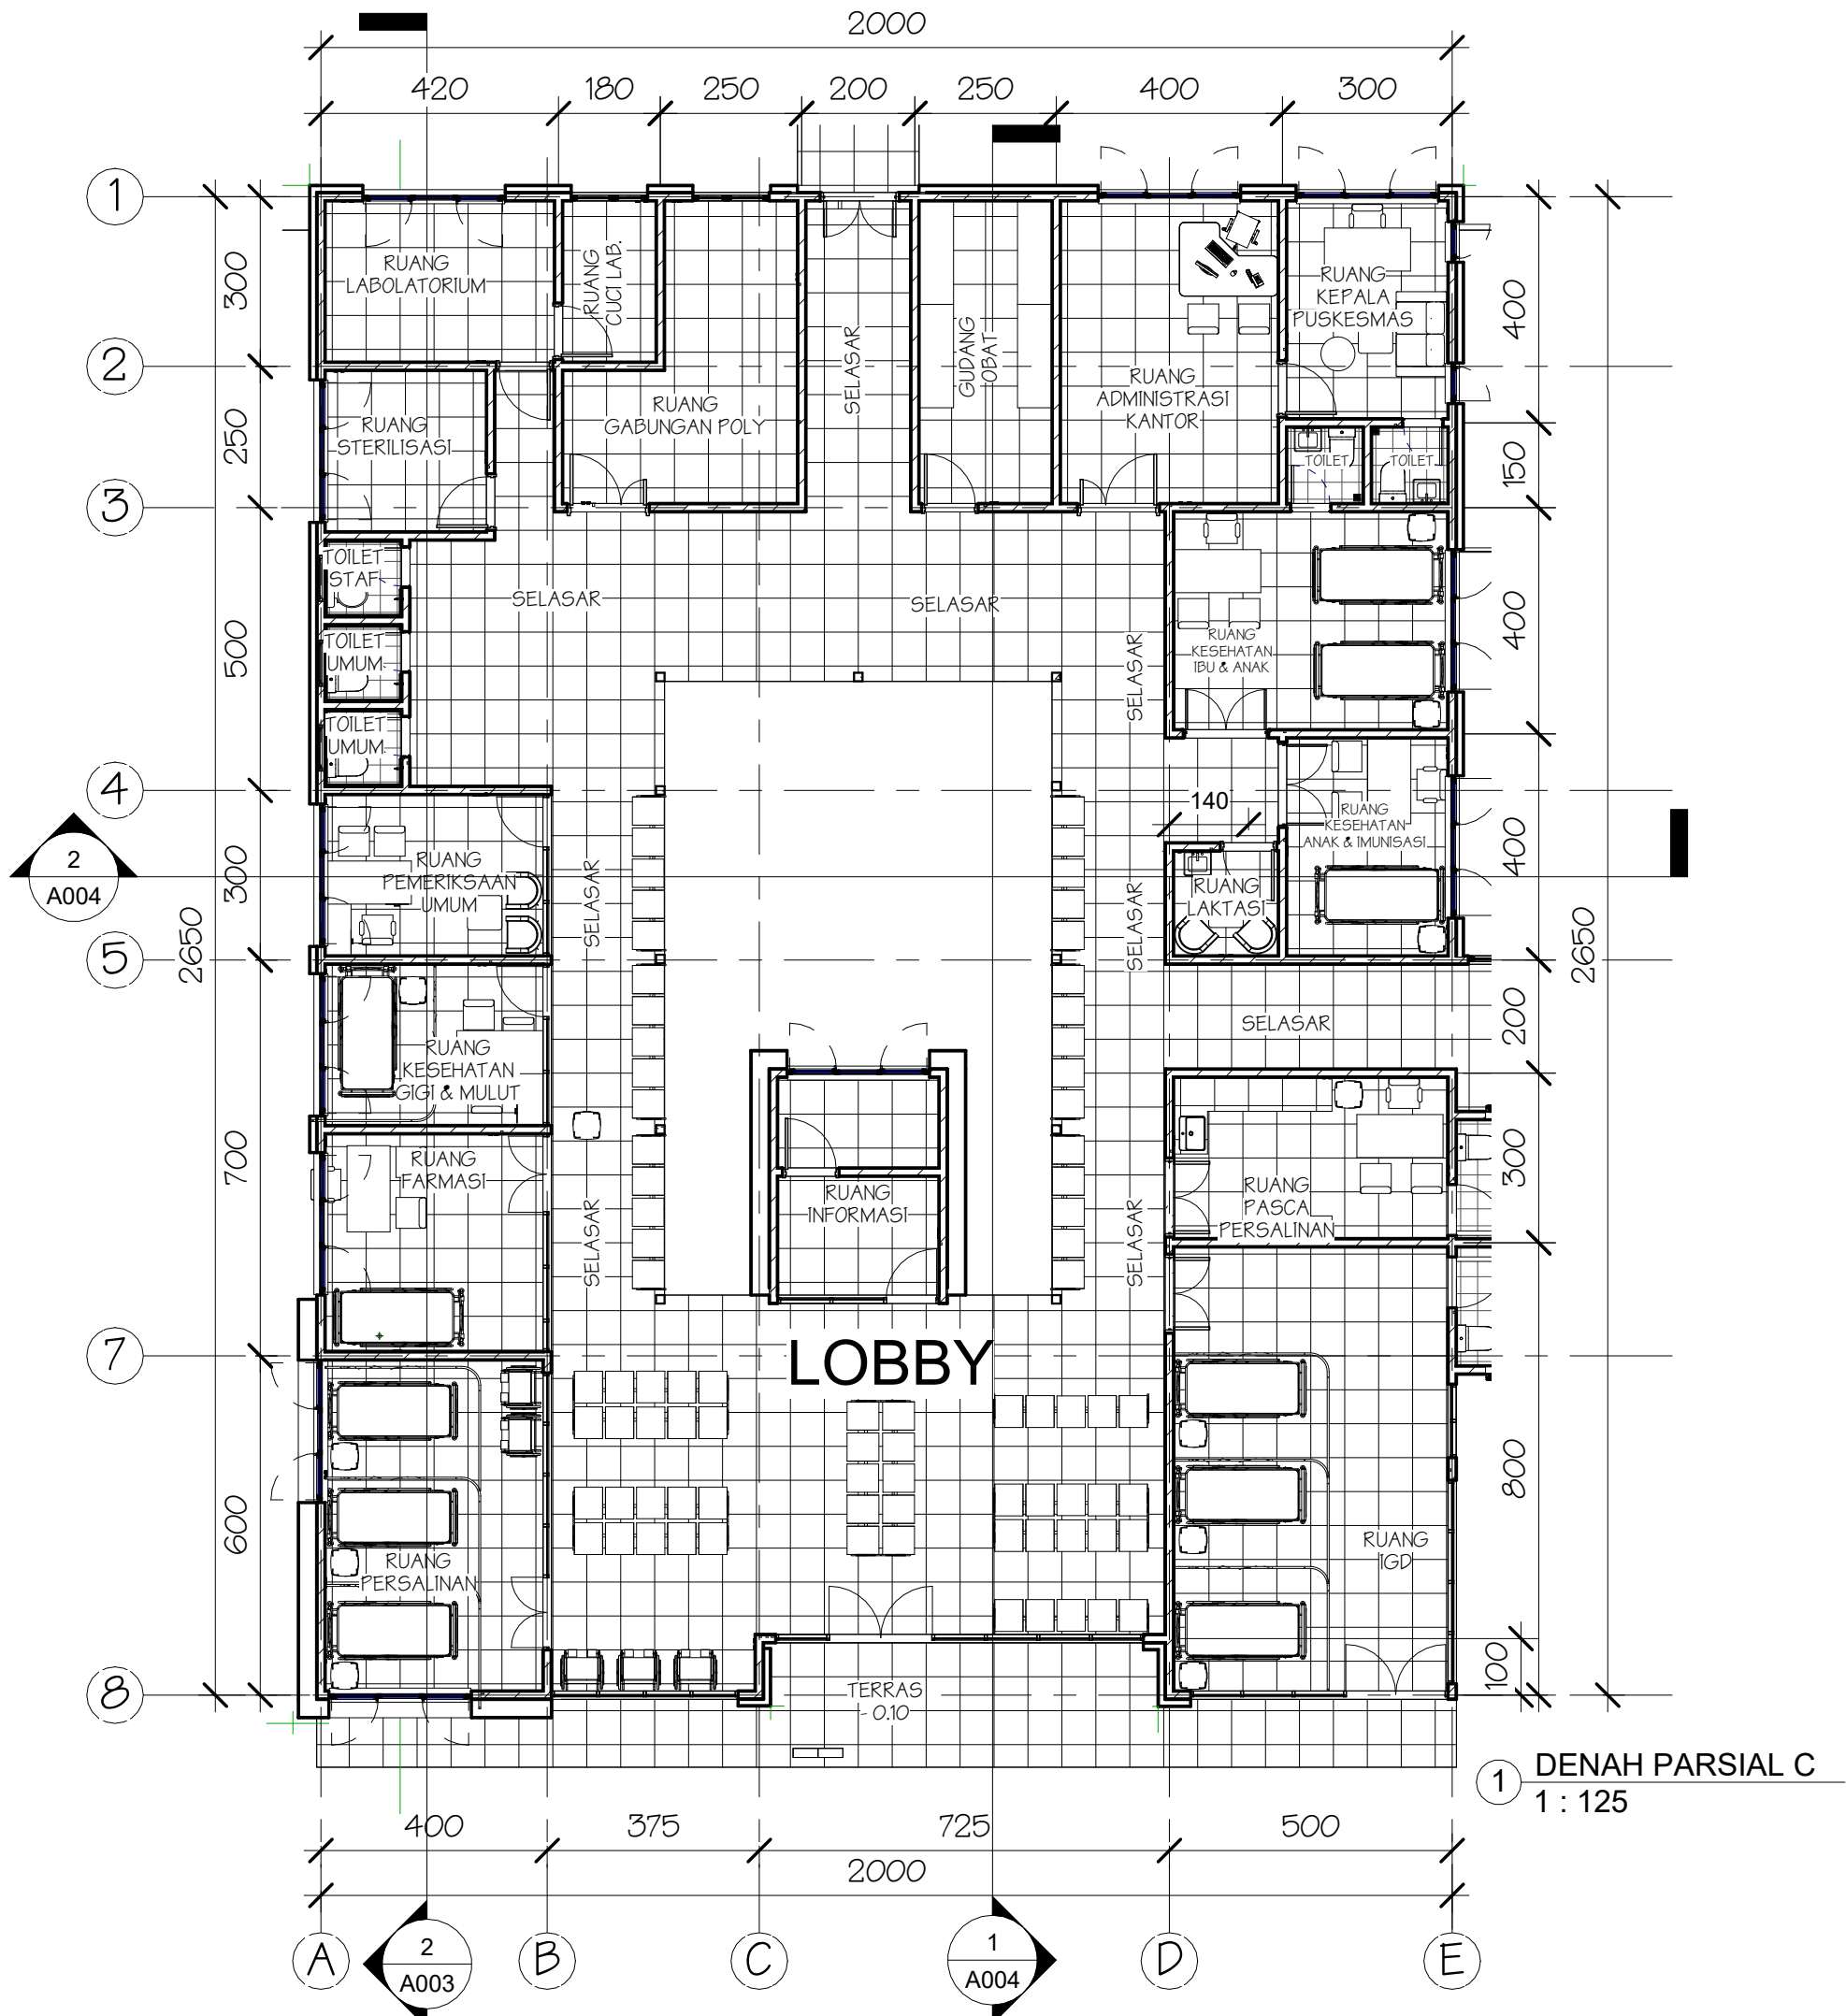 2000
420
180
250
200
250
400
300
1
2
3
4
5
7
8
300
250
500
300
700
600
2650
400
150
400
400
200
300
800
100
2650
RUANG
LABOLATORIUM
RUANG
CUCI LAB.
RUANG
GABUNGAN POLY
SELASAR
GUDANG
OBAT
RUANG
ADMINISTRASI
KANTOR
RUANG
KEPALA
PUSKESMAS
RUANG
STERILISASI
TOILET
TOILET
TOILET
STAF
TOILET
UMUM
TOILET
UMUM
SELASAR
SELASAR
SELASAR
RUANG
KESEHATAN
IBU & ANAK
140
RUANG
KESEHATAN
ANAK & IMUNISASI
RUANG
LAKTASI
2
A004
RUANG
PEMERIKSAAN
UMUM
SELASAR
SELASAR
SELASAR
RUANG
KESEHATAN
GIGI & MULUT
RUANG
FARMASI
SELASAR
RUANG
INFORMASI
SELASAR
RUANG
PASCA
PERSALINAN
LOBBY
RUANG
PERSALINAN
RUANG
IGD
TERRAS
- 0.10
1
DENAH PARSIAL C
1 : 125
400
375
725
500
2000
A
2
A003
B
C
1
A004
D
E